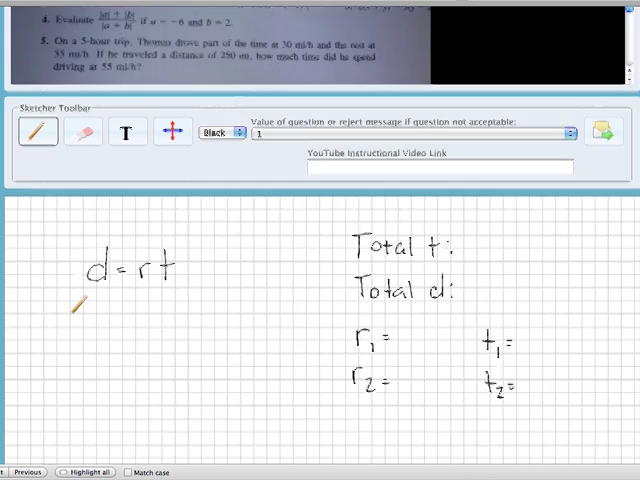 4. Evaluate |a| + |b| / |a + b| if a = −6 and b = 2.
5. On a 5-hour trip, Thomas drove part of the time at 30 mi/h and the rest at
55 mi/h. If he traveled a distance of 250 mi, how much time did he spend
driving at 55 mi/h?
Sketcher Toolbar
Value of question or reject message if question not acceptable:
T
Black
1
YouTube Instructional Video Link
d = rt
Total t:
Total d:
r1 =
t1 =
r2 =
t2 =
t
Previous
Highlight all
Match case